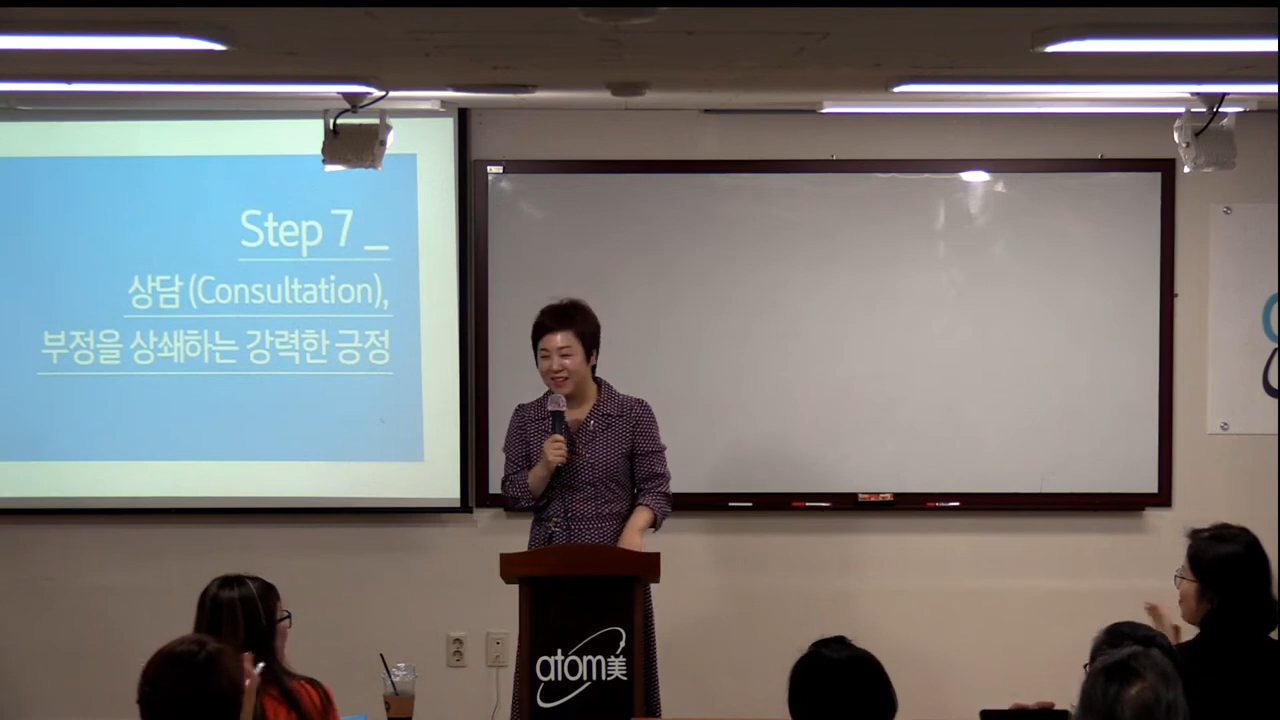 Step 7 _
상담 (Consultation),
부정을 상쇄하는 강력한 긍정
atom美